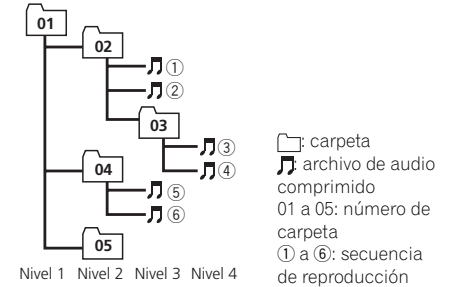 01
02
①
②
03
③
④
04
⑤
⑥
05
Nivel 1 Nivel 2 Nivel 3 Nivel 4
: carpeta
: archivo de audio
comprimido
01 a 05: número de
carpeta
① a ⑥: secuencia
de reproducción